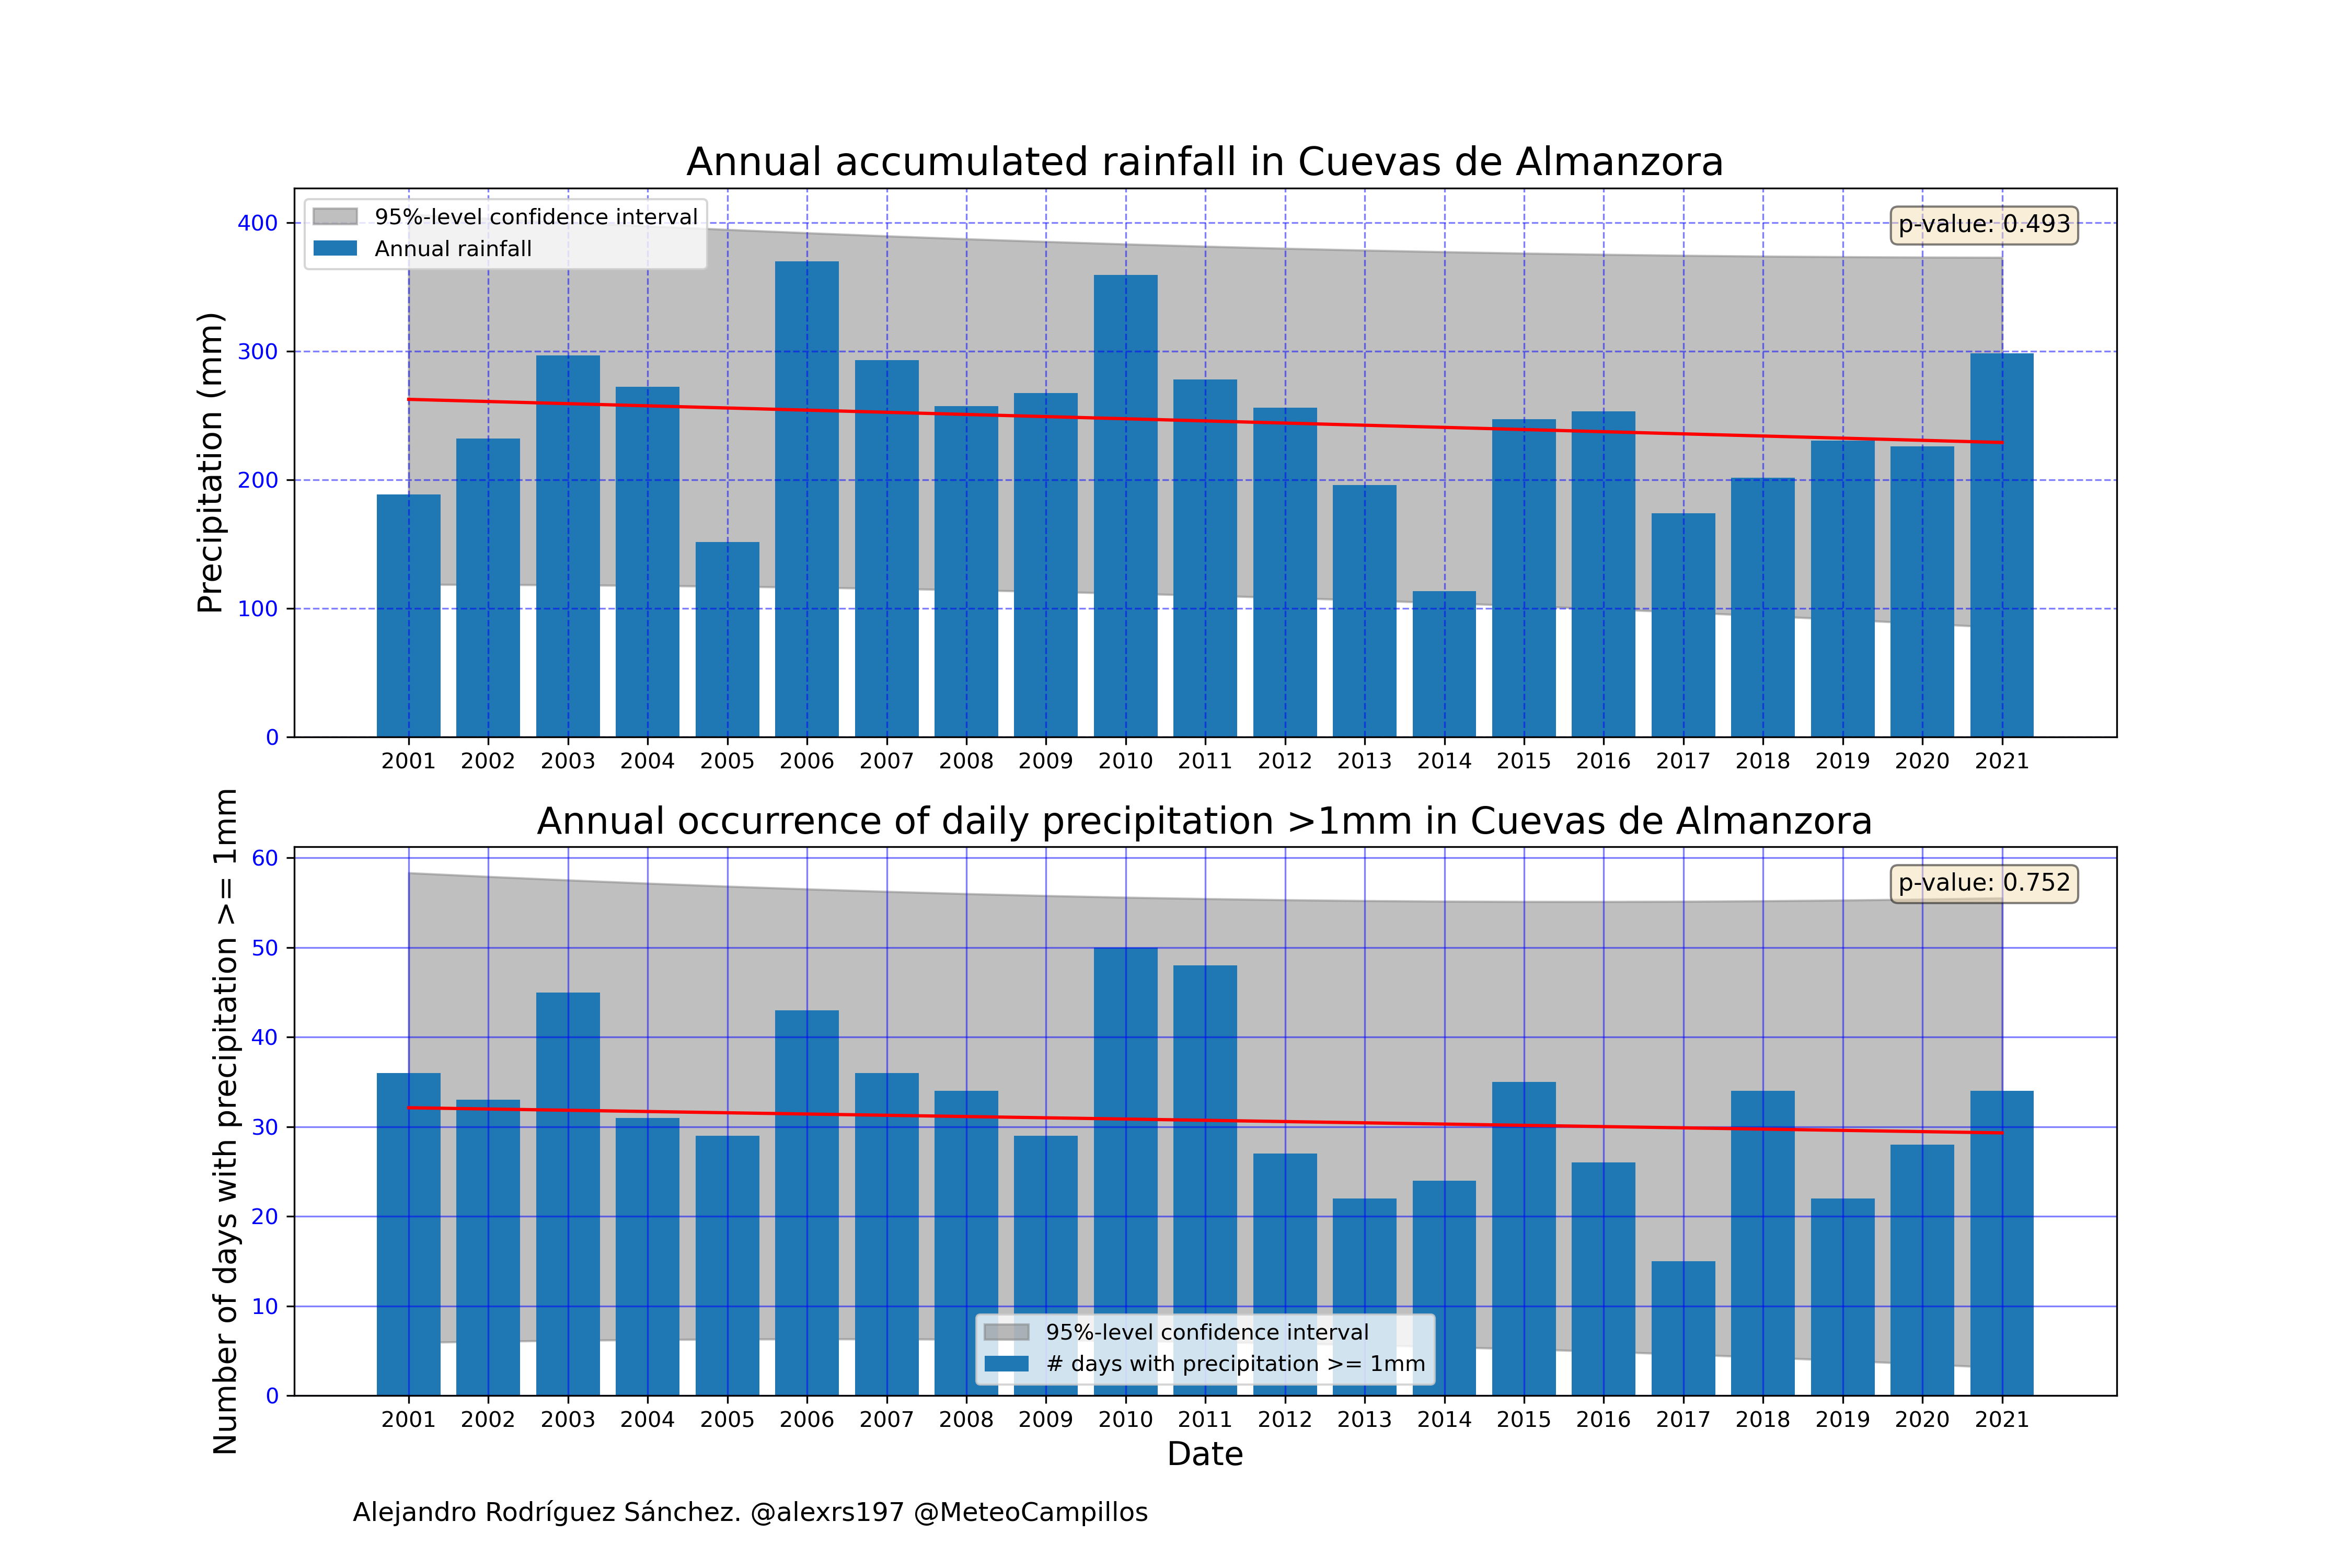 Annual accumulated rainfall in Cuevas de Almanzora
95%-level confidence interval
Annual rainfall
p-value: 0.493
Precipitation (mm)
400
300
200
100
0
2001 2002 2003 2004 2005 2006 2007 2008 2009 2010 2011 2012 2013 2014 2015 2016 2017 2018 2019 2020 2021
Annual occurrence of daily precipitation >1mm in Cuevas de Almanzora
p-value: 0.752
Number of days with precipitation >= 1mm
60
50
40
30
20
10
0
95%-level confidence interval
# days with precipitation >= 1mm
2001 2002 2003 2004 2005 2006 2007 2008 2009 2010 2011 2012 2013 2014 2015 2016 2017 2018 2019 2020 2021
Date
Alejandro Rodríguez Sánchez. @alexrs197 @MeteoCampillos